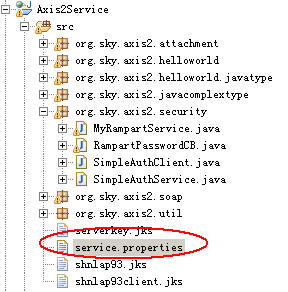 Axis2Service
src
org.sky.axis2.attachment
org.sky.axis2.helloworld
org.sky.axis2.helloworld.javatype
org.sky.axis2.javacomplextype
org.sky.axis2.security
MyRampartService.java
RampartPasswordCB.java
SimpleAuthClient.java
SimpleAuthService.java
org.sky.axis2.soap
org.sky.axis2.util
serverkey.jks
service.properties
shnlap93.jks
shnlap93client.jks